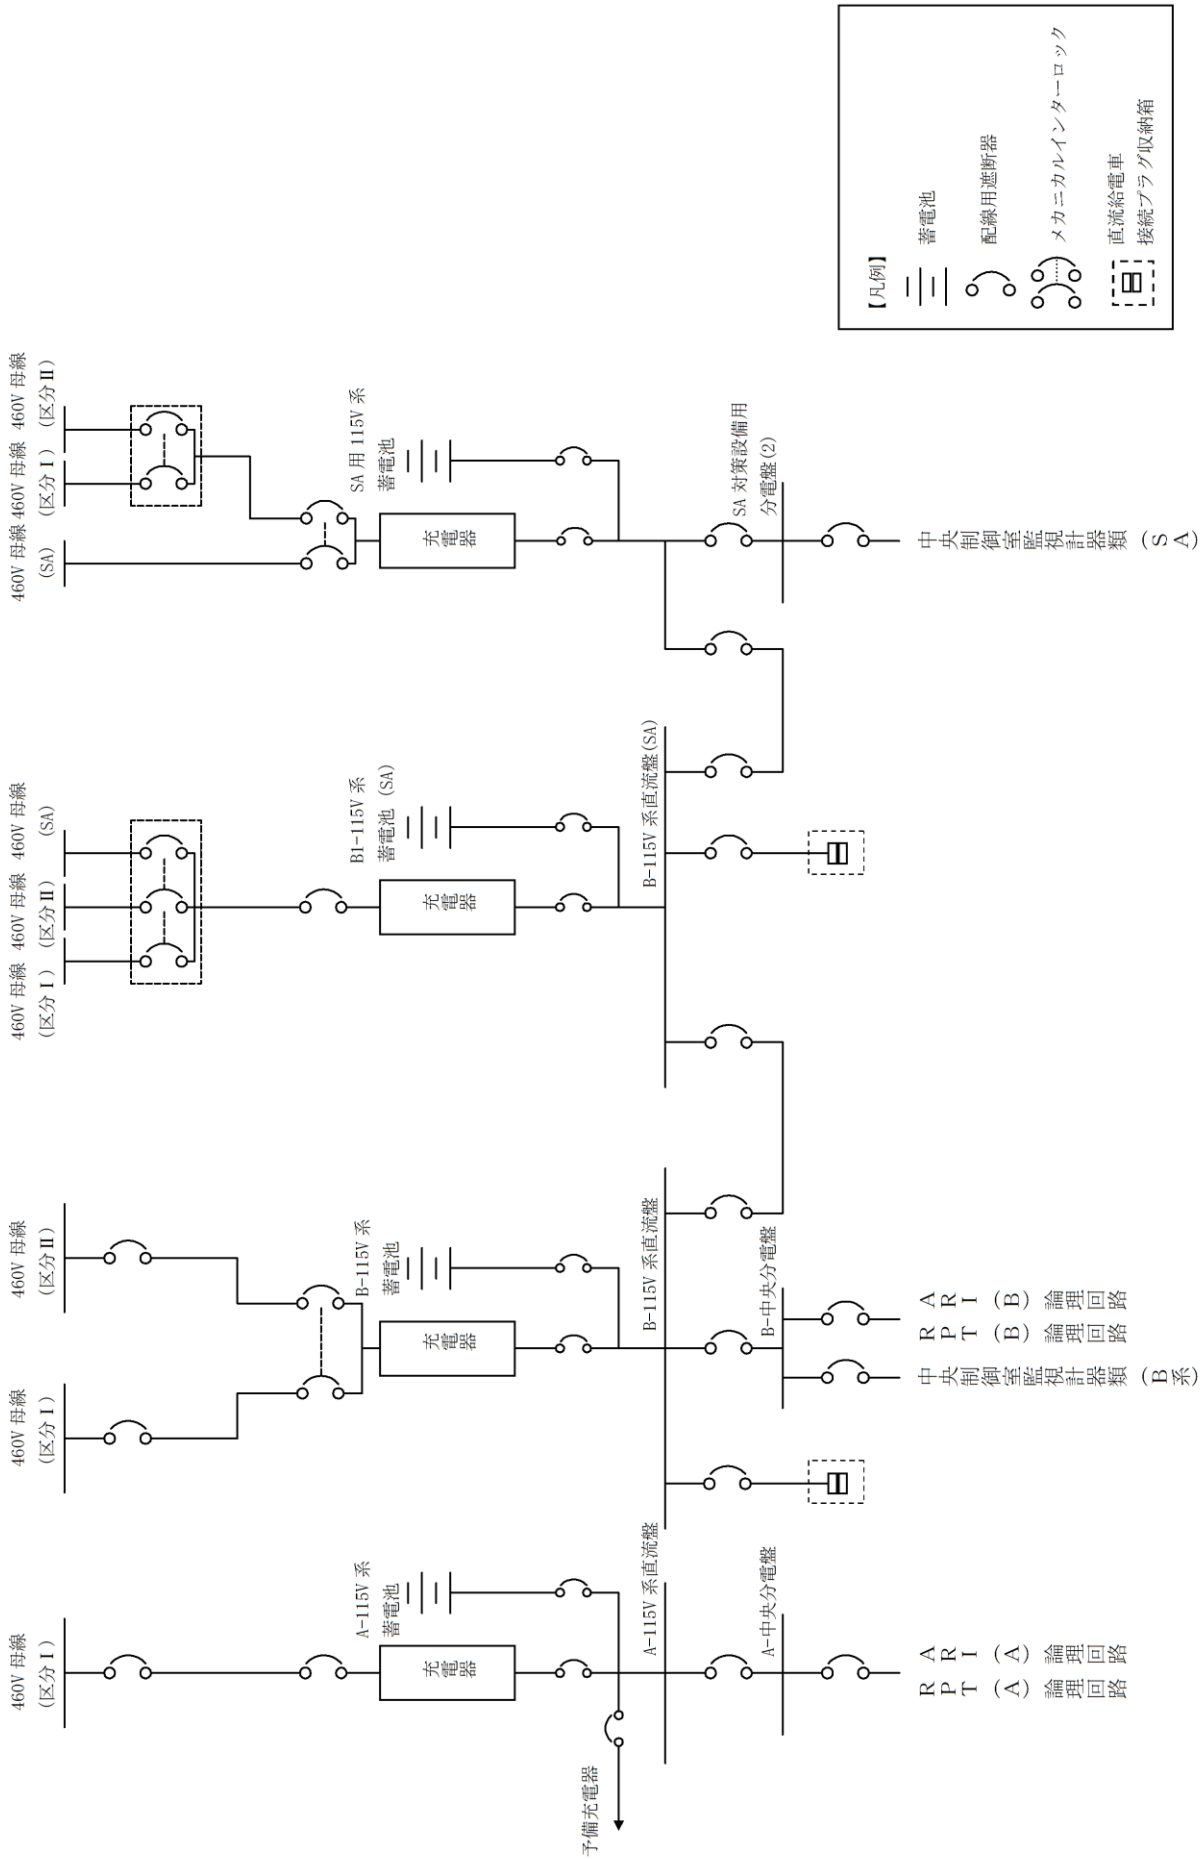 460V 母線
(区分Ⅰ)
460V 母線
(区分Ⅰ)
460V 母線
(区分Ⅱ)
460V 母線
(区分Ⅰ)
460V 母線
(区分Ⅱ)
460V 母線
(SA)
460V 母線
(SA)
460V 母線
(区分Ⅰ)
460V 母線
(区分Ⅱ)
A-115V 系
蓄電池
充電器
B-115V 系
蓄電池
充電器
B1-115V 系
蓄電池 (SA)
充電器
SA 用 115V 系
蓄電池
充電器
予備充電器
A-115V 系直流盤
B-115V 系直流盤
B-115V 系直流盤(SA)
SA 対策設備用
分電盤(2)
A-中央分電盤
B-中央分電盤
RPT(A)論理回路
ARI(A)論理回路
中央制御室監視計器類(B系)
RPT(B)論理回路
ARI(B)論理回路
中央制御室監視計器類(SA)
【凡例】
蓄電池
配線用遮断器
メカニカルインターロック
直流給電車
接続プラグ収納箱